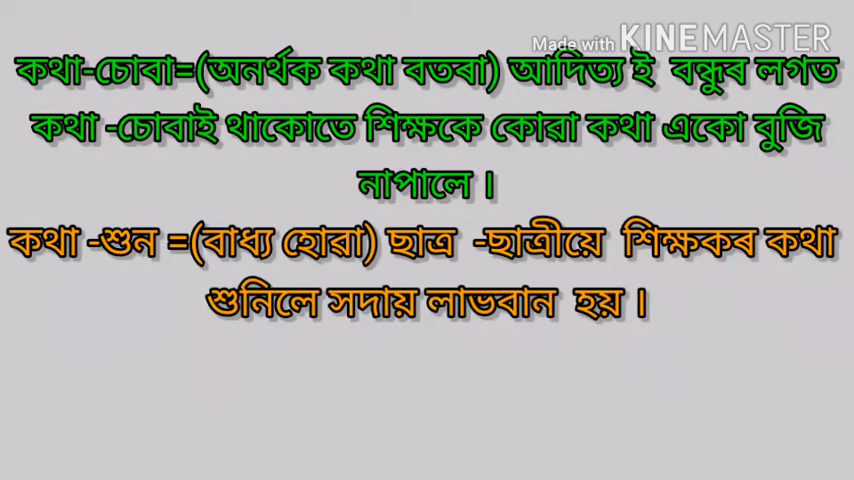 Made with KINEMASTER
কথা-চোবা=(অনৰ্থক কথা বতৰা) আদিত্য ই বন্ধুৰ লগত
কথা -চোবাই থাকোতে শিক্ষকে কোৱা কথা একো বুজি
নাপালে ।
কথা -শুন =(বাধ্য হোৱা) ছাত্ৰ -ছাত্ৰীয়ে শিক্ষকৰ কথা
শুনিলে সদায় লাভবান হয় ।